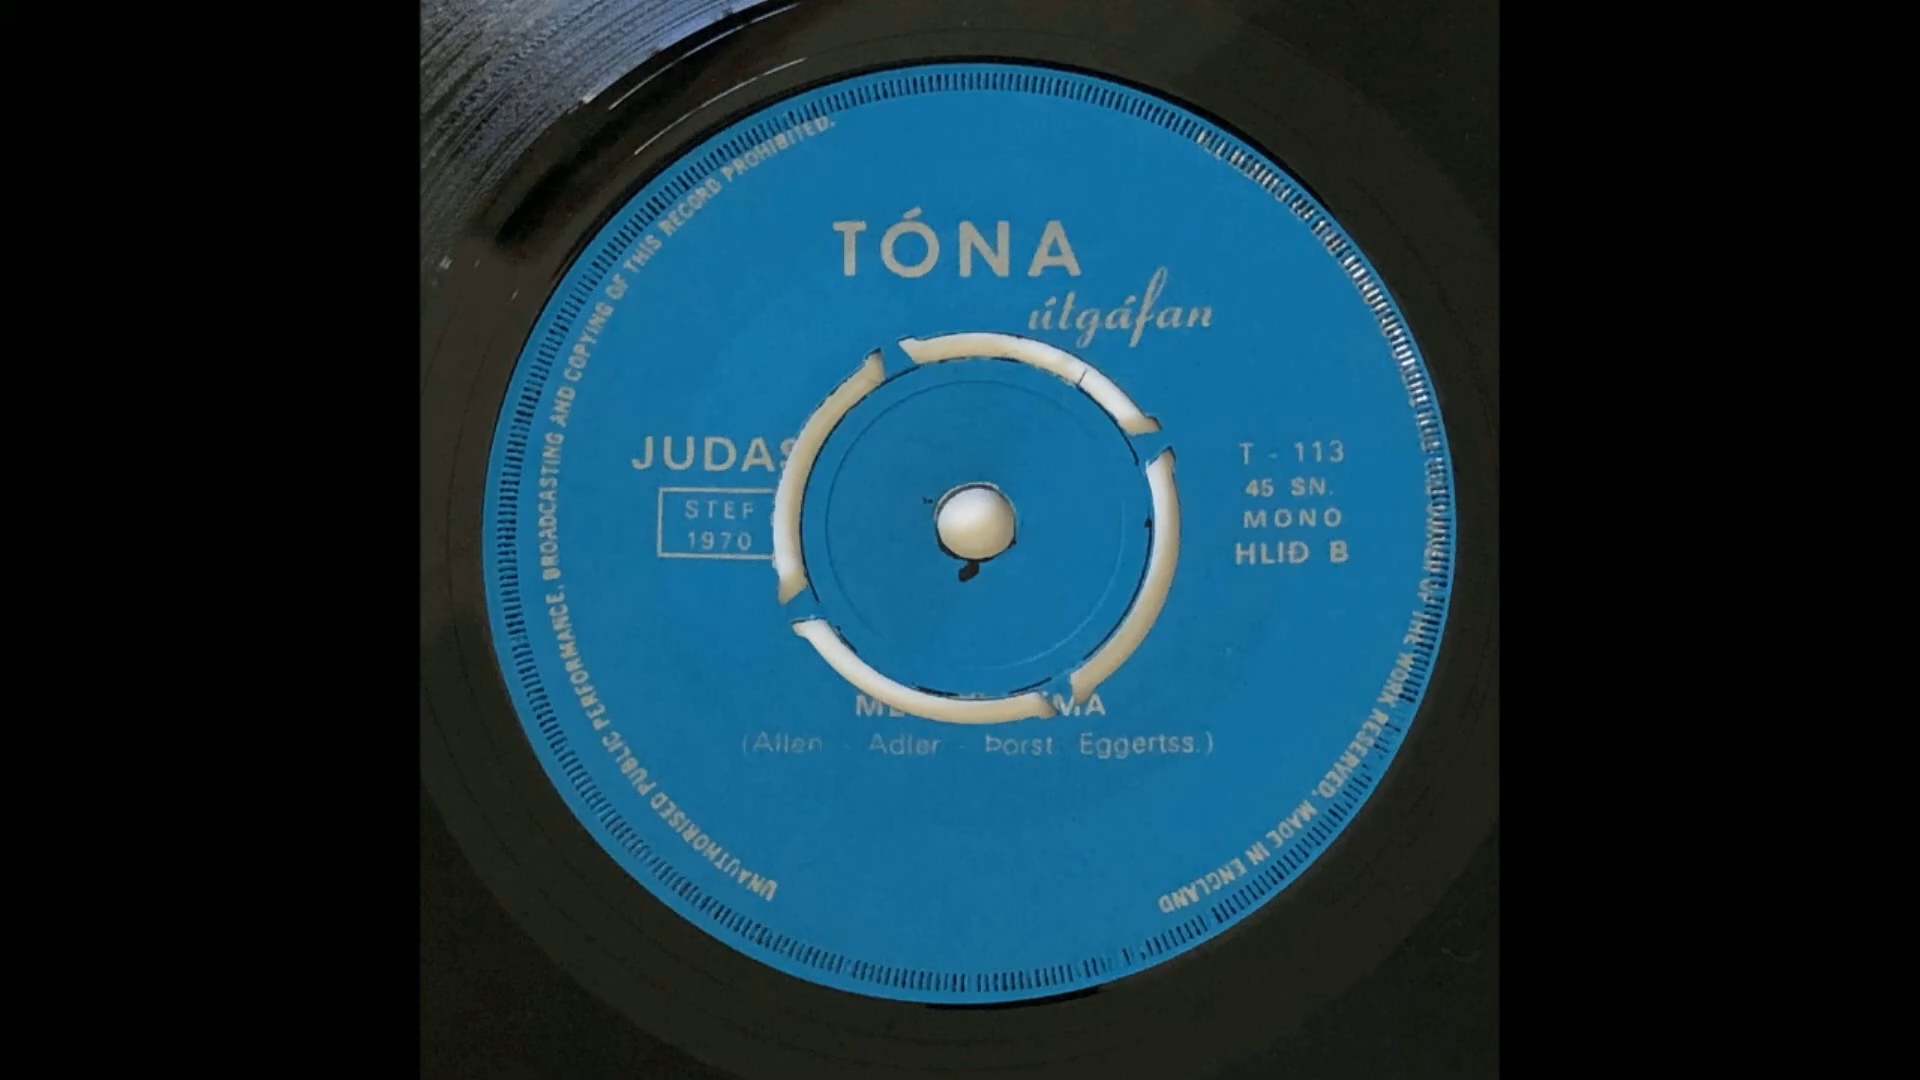 TÓNA
útgáfan
JUDAS
STEF
1970
T - 113
45 SN.
MONO
HLIÐ B
(Allen - Adler - Þorst. Eggertss.)
UNAUTHORISED PUBLIC PERFORMANCE, BROADCASTING AND COPYING OF THIS RECORD PROHIBITED.
OF THE WORK RESERVED. MADE IN ENGLAND